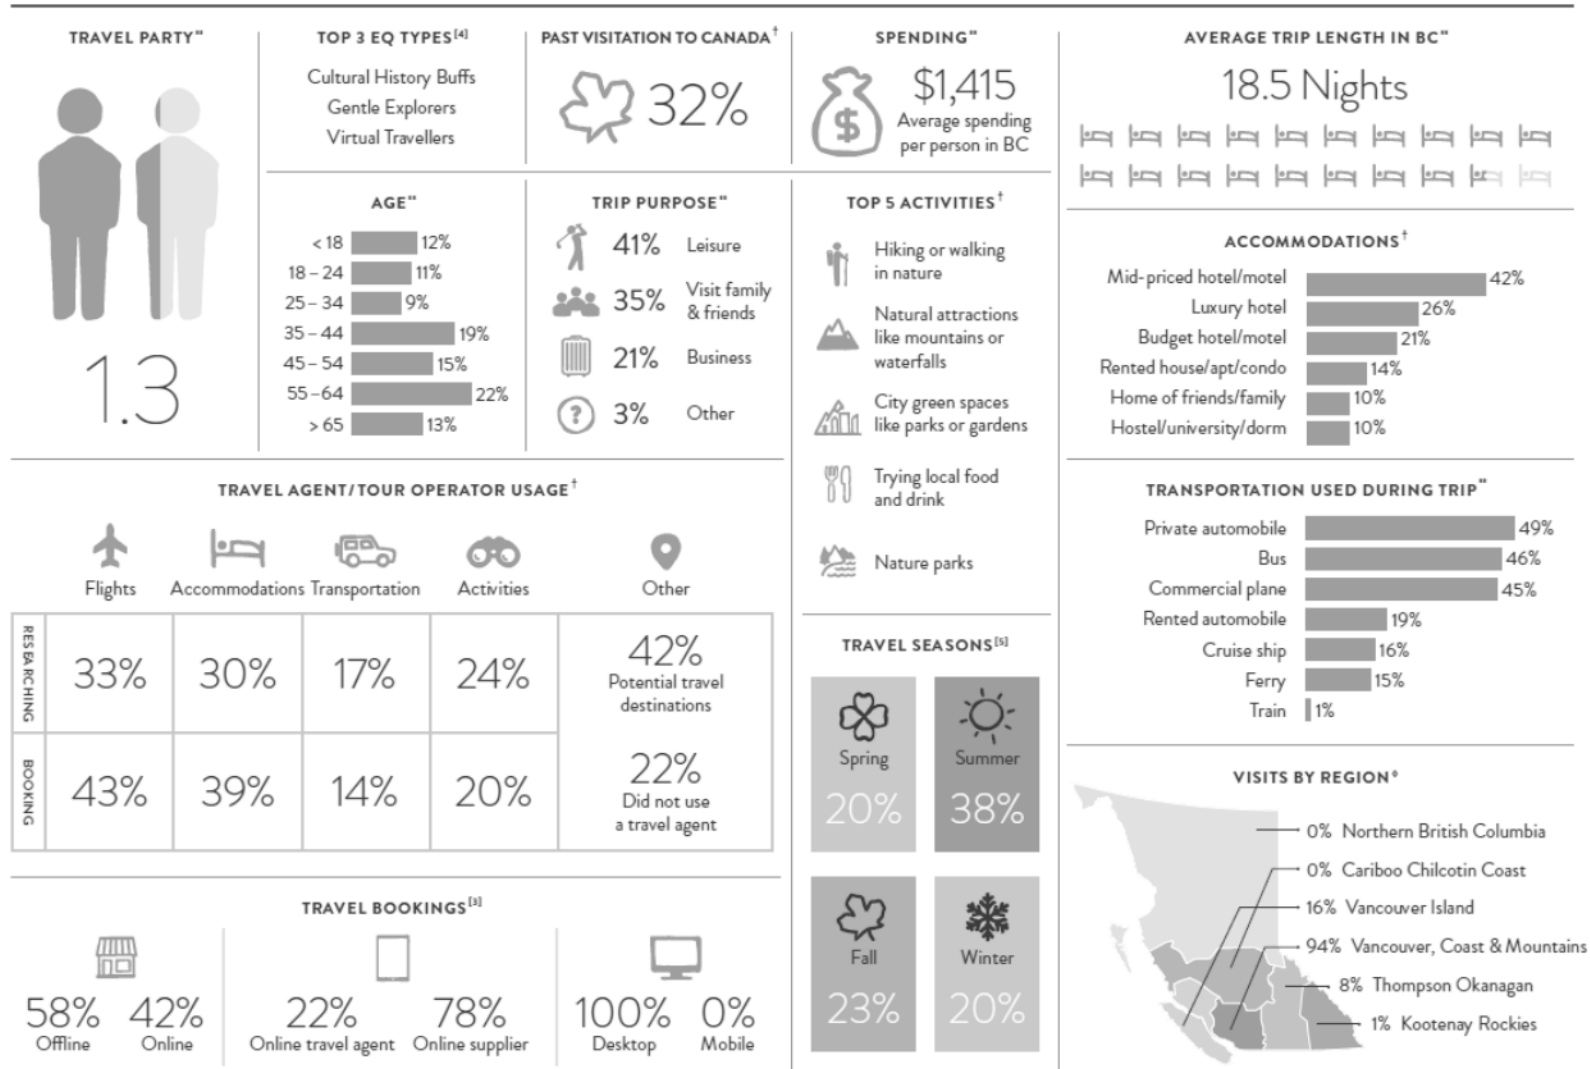 TRAVEL PARTY¨
1.3
TOP 3 EQ TYPES[4]
Cultural History Buffs
Gentle Explorers
Virtual Travellers
PAST VISITATION TO CANADA†
32%
SPENDING¨
$
$1,415
Average spending
per person in BC
AVERAGE TRIP LENGTH IN BC¨
18.5 Nights
AGE¨
< 18 12%
18 – 24 11%
25 – 34 9%
35 – 44 19%
45 – 54 15%
55 –64 22%
> 65 13%
TRIP PURPOSE¨
41% Leisure
35% Visit family
& friends
21% Business
? 3% Other
TOP 5 ACTIVITIES†
Hiking or walking
in nature
Natural attractions
like mountains or
waterfalls
City green spaces
like parks or gardens
Trying local food
and drink
Nature parks
ACCOMMODATIONS†
Mid-priced hotel/motel 42%
Luxury hotel 26%
Budget hotel/motel 21%
Rented house/apt/condo 14%
Home of friends/family 10%
Hostel/university/dorm 10%
TRAVEL AGENT/TOUR OPERATOR USAGE†
Flights Accommodations Transportation Activities Other
RESEARCHING 33% 30% 17% 24%
42%
Potential travel
destinations
BOOKING 43% 39% 14% 20%
22%
Did not use
a travel agent
TRANSPORTATION USED DURING TRIP¨
Private automobile 49%
Bus 46%
Commercial plane 45%
Rented automobile 19%
Cruise ship 16%
Ferry 15%
Train 1%
TRAVEL SEASONS[5]
Spring
20%
Summer
38%
Fall
23%
Winter
20%
TRAVEL BOOKINGS[3]
58% 42%
Offline Online
22% 78%
Online travel agent Online supplier
100% 0%
Desktop Mobile
VISITS BY REGION◊
0% Northern British Columbia
0% Cariboo Chilcotin Coast
16% Vancouver Island
94% Vancouver, Coast & Mountains
8% Thompson Okanagan
1% Kootenay Rockies